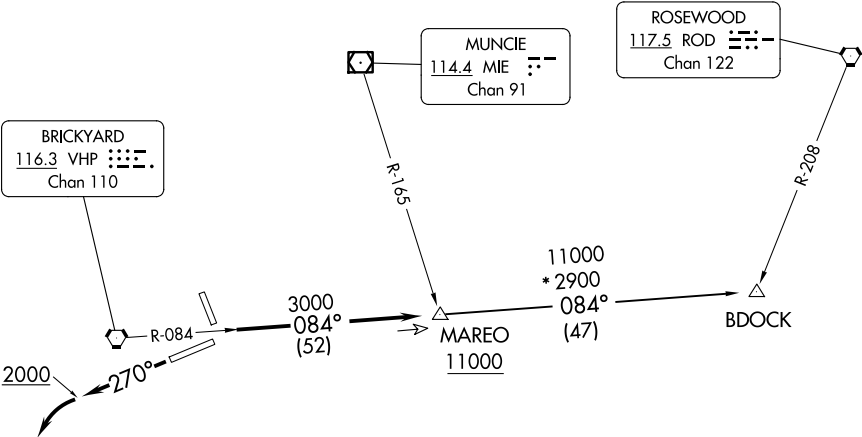 ROSEWOOD
117.5 ROD
Chan 122
MUNCIE
114.4 MIE
Chan 91
BRICKYARD
116.3 VHP
Chan 110
R-165
R-208
R-084
3000
084°
(52)
11000
*2900
084°
(47)
MAREO
11000
BDOCK
2000
270°